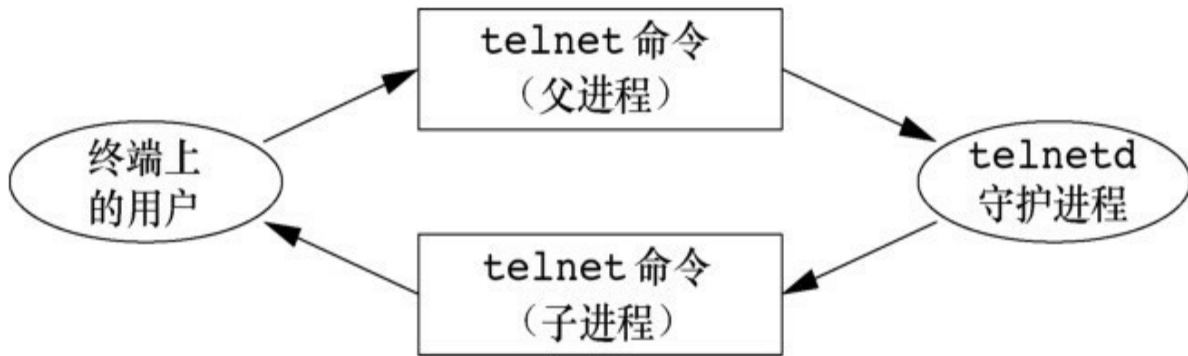 telnet 命令
（父进程）
终端上
的用户
telnetd
守护进程
telnet 命令
（子进程）